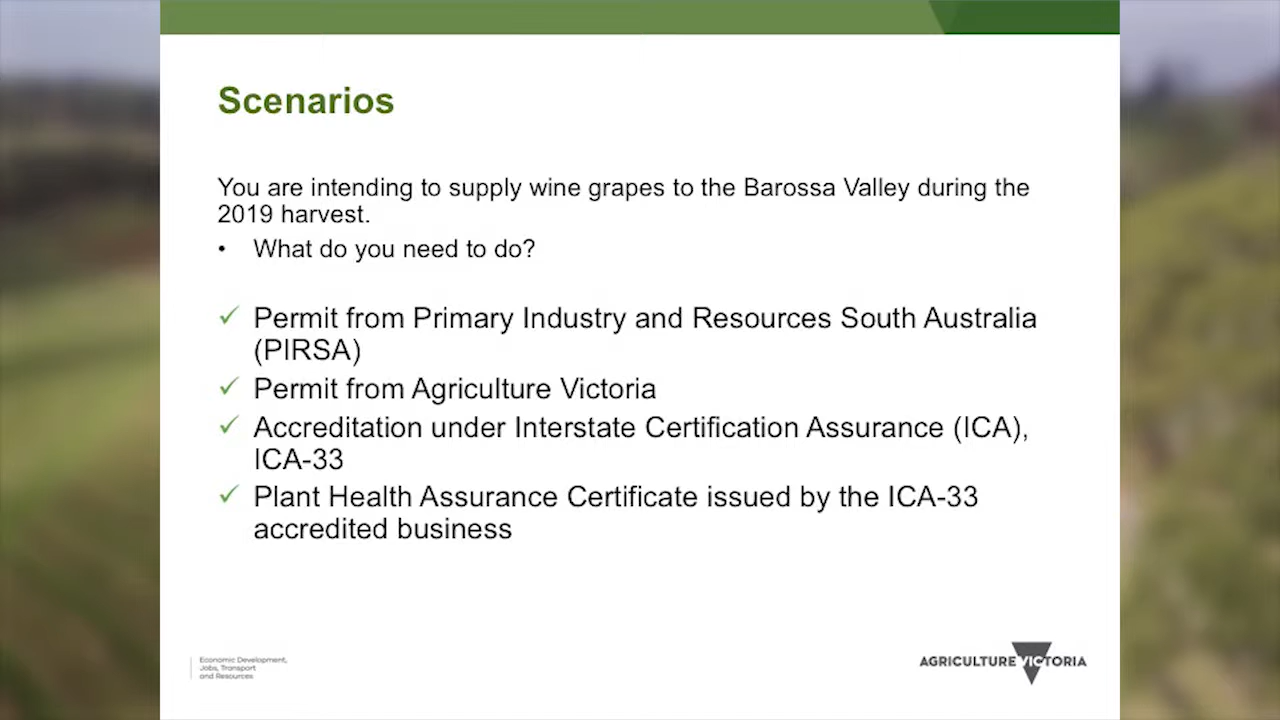 Scenarios
You are intending to supply wine grapes to the Barossa Valley during the
2019 harvest.
• What do you need to do?
✓ Permit from Primary Industry and Resources South Australia
(PIRSA)
✓ Permit from Agriculture Victoria
✓ Accreditation under Interstate Certification Assurance (ICA),
ICA-33
✓ Plant Health Assurance Certificate issued by the ICA-33
accredited business
Economic Development,
Jobs, Transport
and Resources
AGRICULTURE VICTORIA